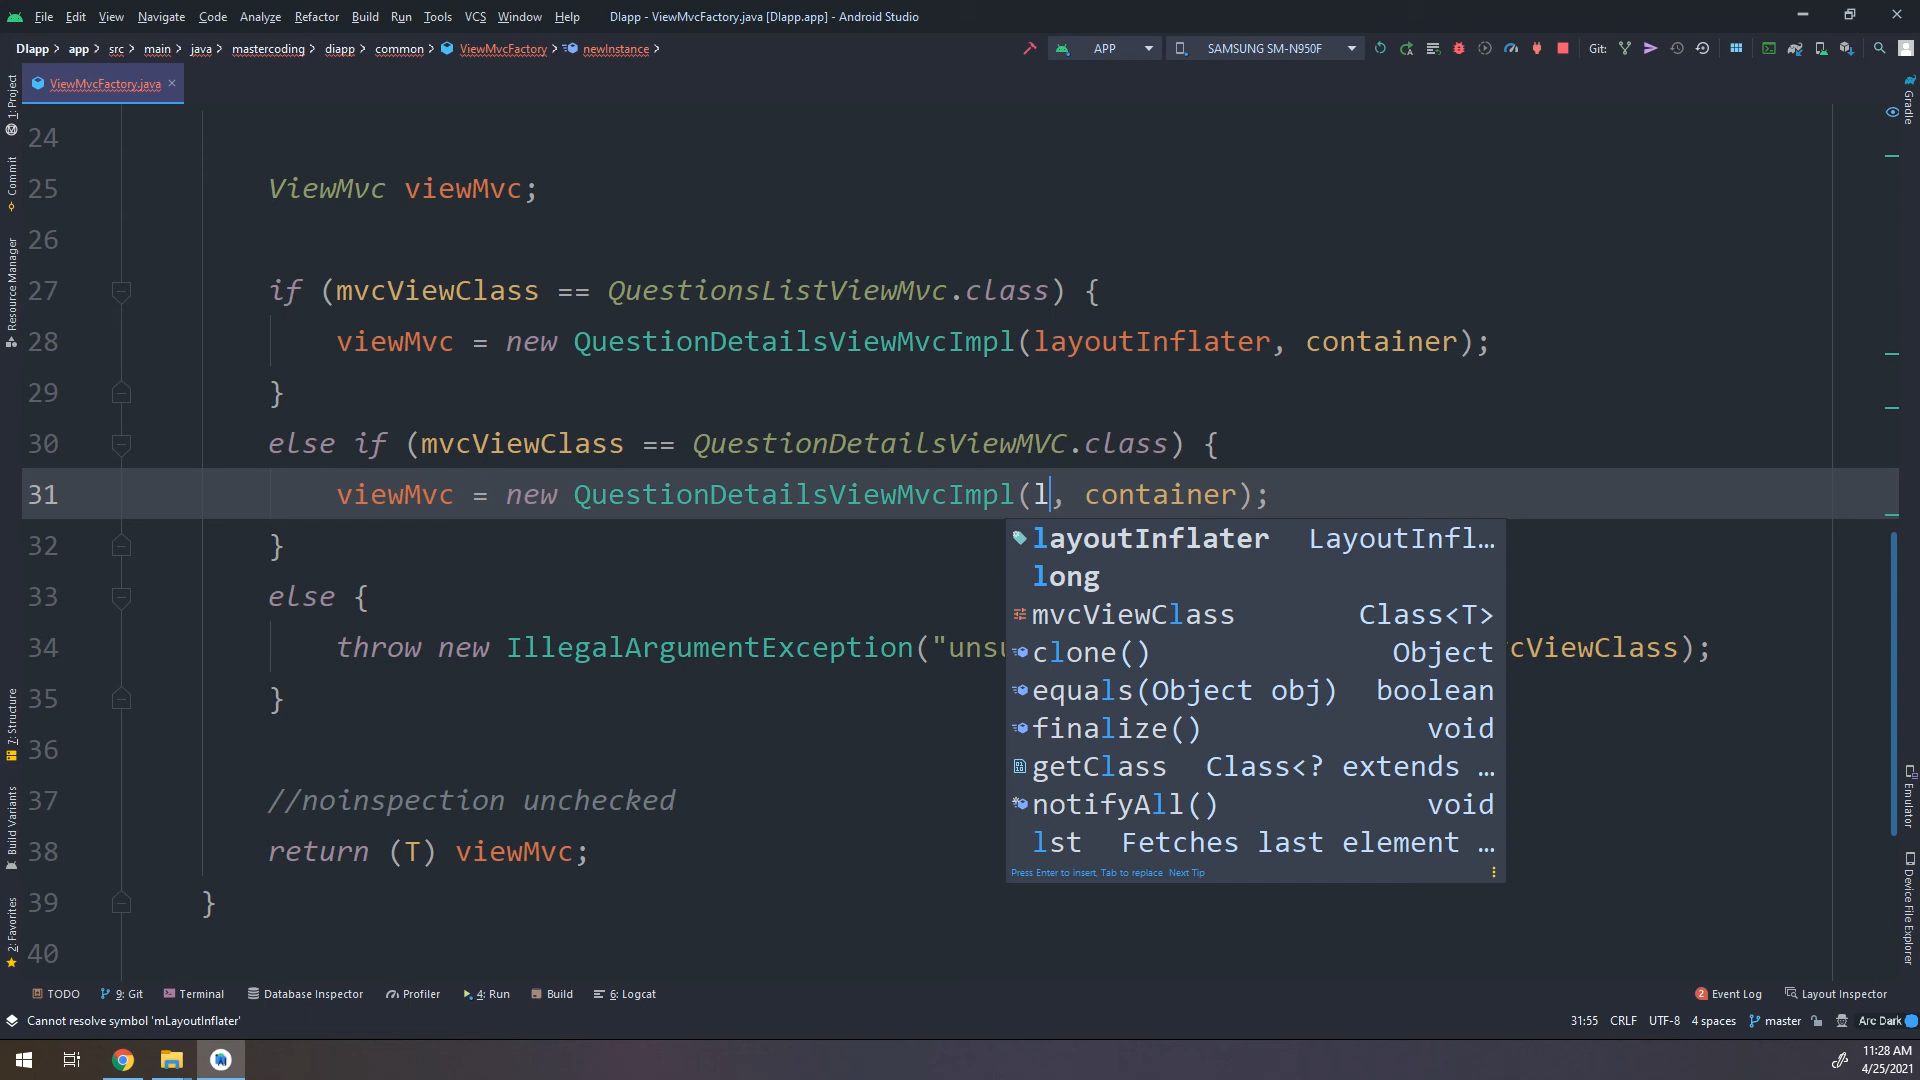 File Edit View Navigate Code Analyze Refactor Build Run Tools VCS Window Help DIapp - ViewMvcFactory.java [DIapp.app] - Android Studio
DIapp app src main java mastercoding diapp common ViewMvcFactory newInstance APP SAMSUNG SM-N950F Git:
ViewMvcFactory.java
1: Project
Commit
Resource Manager
7: Structure
Build Variants
2: Favorites
Gradle
Emulator
Device File Explorer
24
25 ViewMvc viewMvc;
26
27 if (mvcViewClass == QuestionsListViewMvc.class) {
28 viewMvc = new QuestionDetailsViewMvcImpl(layoutInflater, container);
29 }
30 else if (mvcViewClass == QuestionDetailsViewMVC.class) {
31 viewMvc = new QuestionDetailsViewMvcImpl(l, container);
32 }
33 else {
34 throw new IllegalArgumentException("unsu cViewClass);
35 }
36
37 //noinspection unchecked
38 return (T) viewMvc;
39 }
40
layoutInflater LayoutInfl…
long
mvcViewClass Class<T>
clone() Object
equals(Object obj) boolean
finalize() void
getClass Class<? extends …
notifyAll() void
lst Fetches last element …
Press Enter to insert, Tab to replace Next Tip
TODO 9: Git Terminal Database Inspector Profiler 4: Run Build 6: Logcat 2 Event Log Layout Inspector
Cannot resolve symbol 'mLayoutInflater' 31:55 CRLF UTF-8 4 spaces master Arc Dark
11:28 AM
4/25/2021